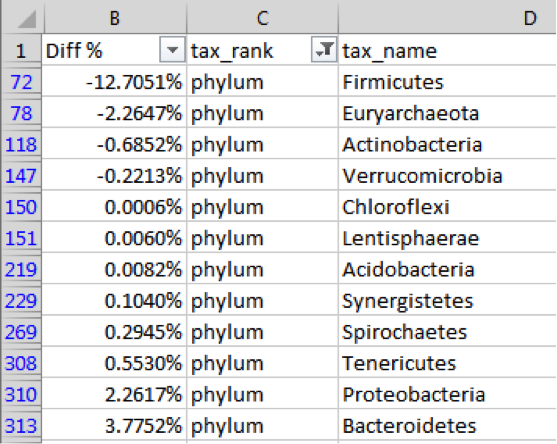 B C D
1 Diff % tax_rank tax_name
72 -12.7051% phylum Firmicutes
78 -2.2647% phylum Euryarchaeota
118 -0.6852% phylum Actinobacteria
147 -0.2213% phylum Verrucomicrobia
150 0.0006% phylum Chloroflexi
151 0.0060% phylum Lentisphaerae
219 0.0082% phylum Acidobacteria
229 0.1040% phylum Synergistetes
269 0.2945% phylum Spirochaetes
308 0.5530% phylum Tenericutes
310 2.2617% phylum Proteobacteria
313 3.7752% phylum Bacteroidetes